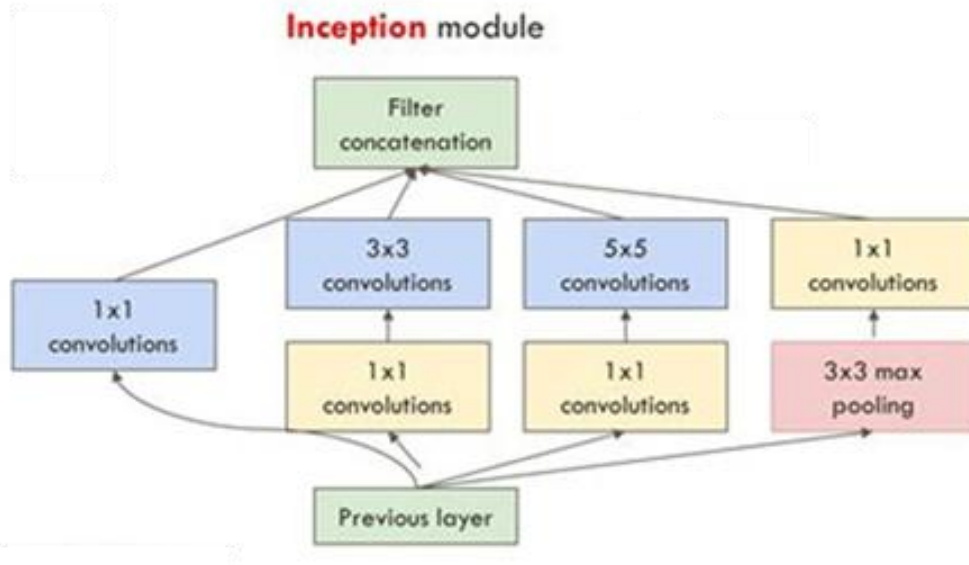 Inception module
Filter
concatenation
3x3
convolutions
5x5
convolutions
1x1
convolutions
1x1
convolutions
1x1
convolutions
1x1
convolutions
3x3 max
pooling
Previous layer